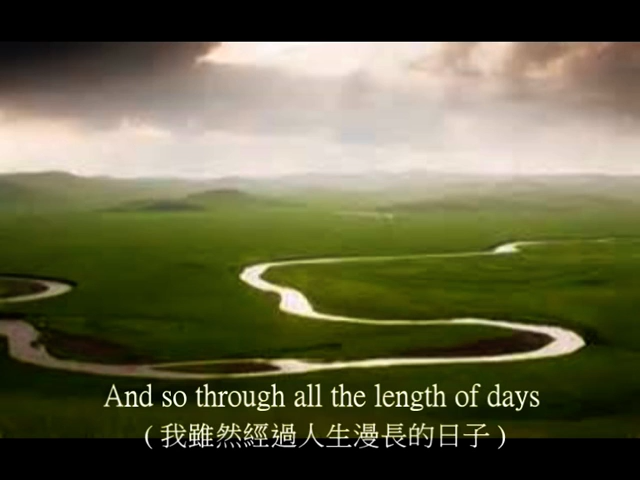 And so through all the length of days
( 我雖然經過人生漫長的日子 )